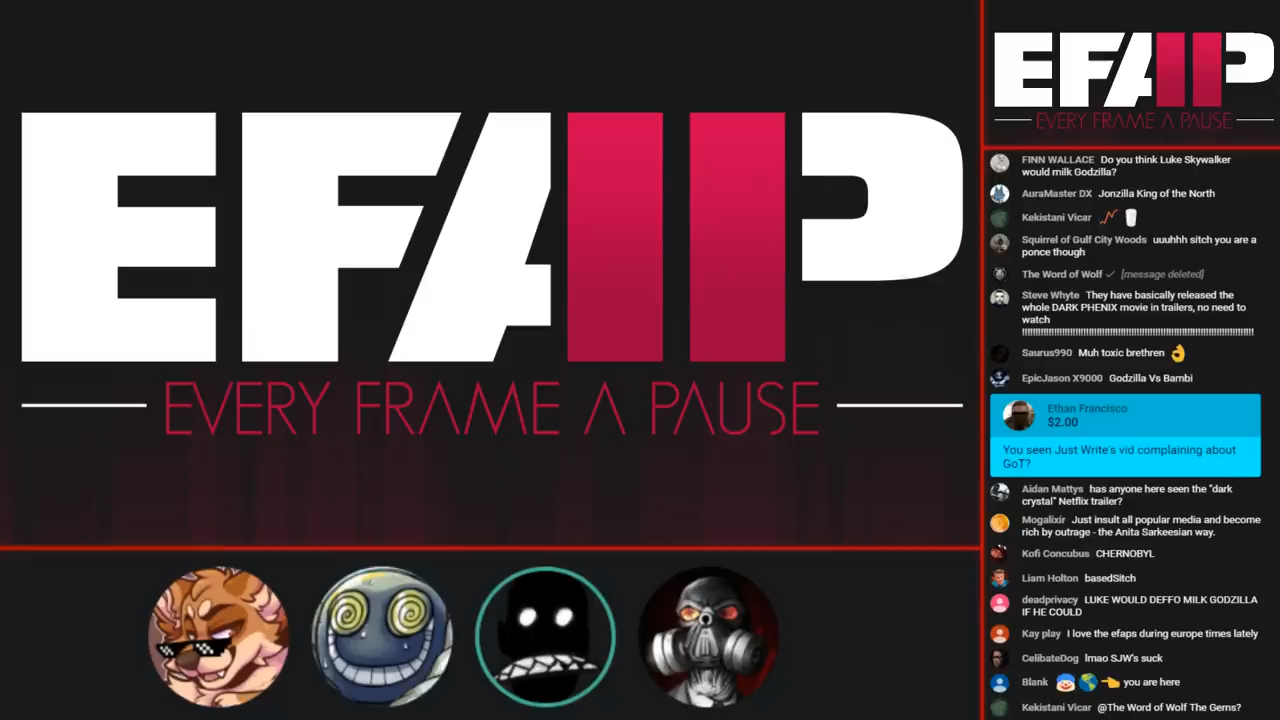 EFAP
EVERY FRAME A PAUSE
EFAP
EVERY FRAME A PAUSE
FINN WALLACE Do you think Luke Skywalker
would milk Godzilla?
AuraMaster DX Jonzilla King of the North
Kekistani Vicar 📈 🥛
Squirrel of Gulf City Woods uuuhhh sitch you are a
ponce though
The Word of Wolf ✓ [message deleted]
Steve Whyte They have basically released the
whole DARK PHENIX movie in trailers, no need to
watch
!!!!!!!!!!!!!!!!!!!!!!!!!!!!!!!!!!!!!!!!!!!!!!!!!!!!!!!!!!!!!!!!!!!!!!!!!!!!!!!!!!!!
Saurus990 Muh toxic brethren 👌
EpicJason X9000 Godzilla Vs Bambi
Ethan Francisco
$2.00
You seen Just Write's vid complaining about
GoT?
Aidan Mattys has anyone here seen the "dark
crystal" Netflix trailer?
Mogalixir Just insult all popular media and become
rich by outrage - the Anita Sarkeesian way.
Kofi Concubus CHERNOBYL
Liam Holton basedSitch
deadprivacy LUKE WOULD DEFFO MILK GODZILLA
IF HE COULD
Kay play I love the efaps during europe times lately
CelibateDog lmao SJW's suck
Blank 🤡 🌎 👈 you are here
Kekistani Vicar @The Word of Wolf The Gems?